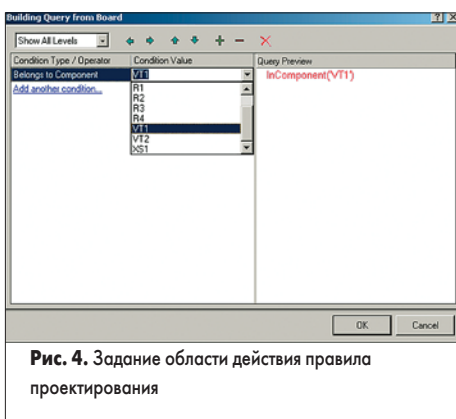 Building Query from Board
Show All Levels
Condition Type / Operator Condition Value Query Preview
Belongs to Component VT1 InComponent('VT1')
Add another condition...
R1
R2
R3
R4
VT1
VT2
XS1
OK Cancel
Рис. 4. Задание области действия правила
проектирования